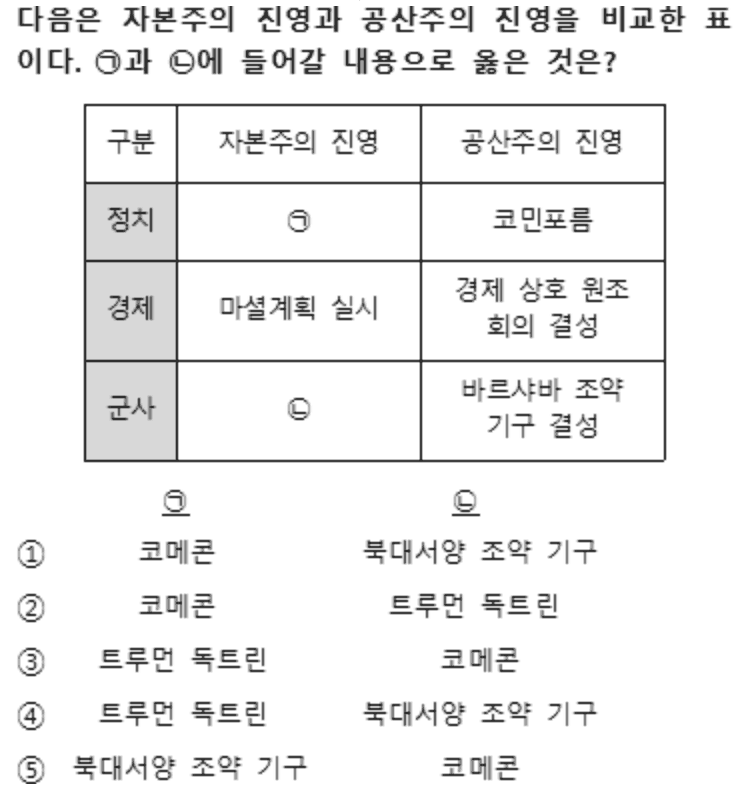 다음은 자본주의 진영과 공산주의 진영을 비교한 표
이다. ㉠과 ㉡에 들어갈 내용으로 옳은 것은?
구분 자본주의 진영 공산주의 진영
정치 ㉠ 코민포름
경제 마셜계획 실시 경제 상호 원조
회의 결성
군사 ㉡ 바르샤바 조약
기구 결성
㉠ ㉡
① 코메콘 북대서양 조약 기구
② 코메콘 트루먼 독트린
③ 트루먼 독트린 코메콘
④ 트루먼 독트린 북대서양 조약 기구
⑤ 북대서양 조약 기구 코메콘